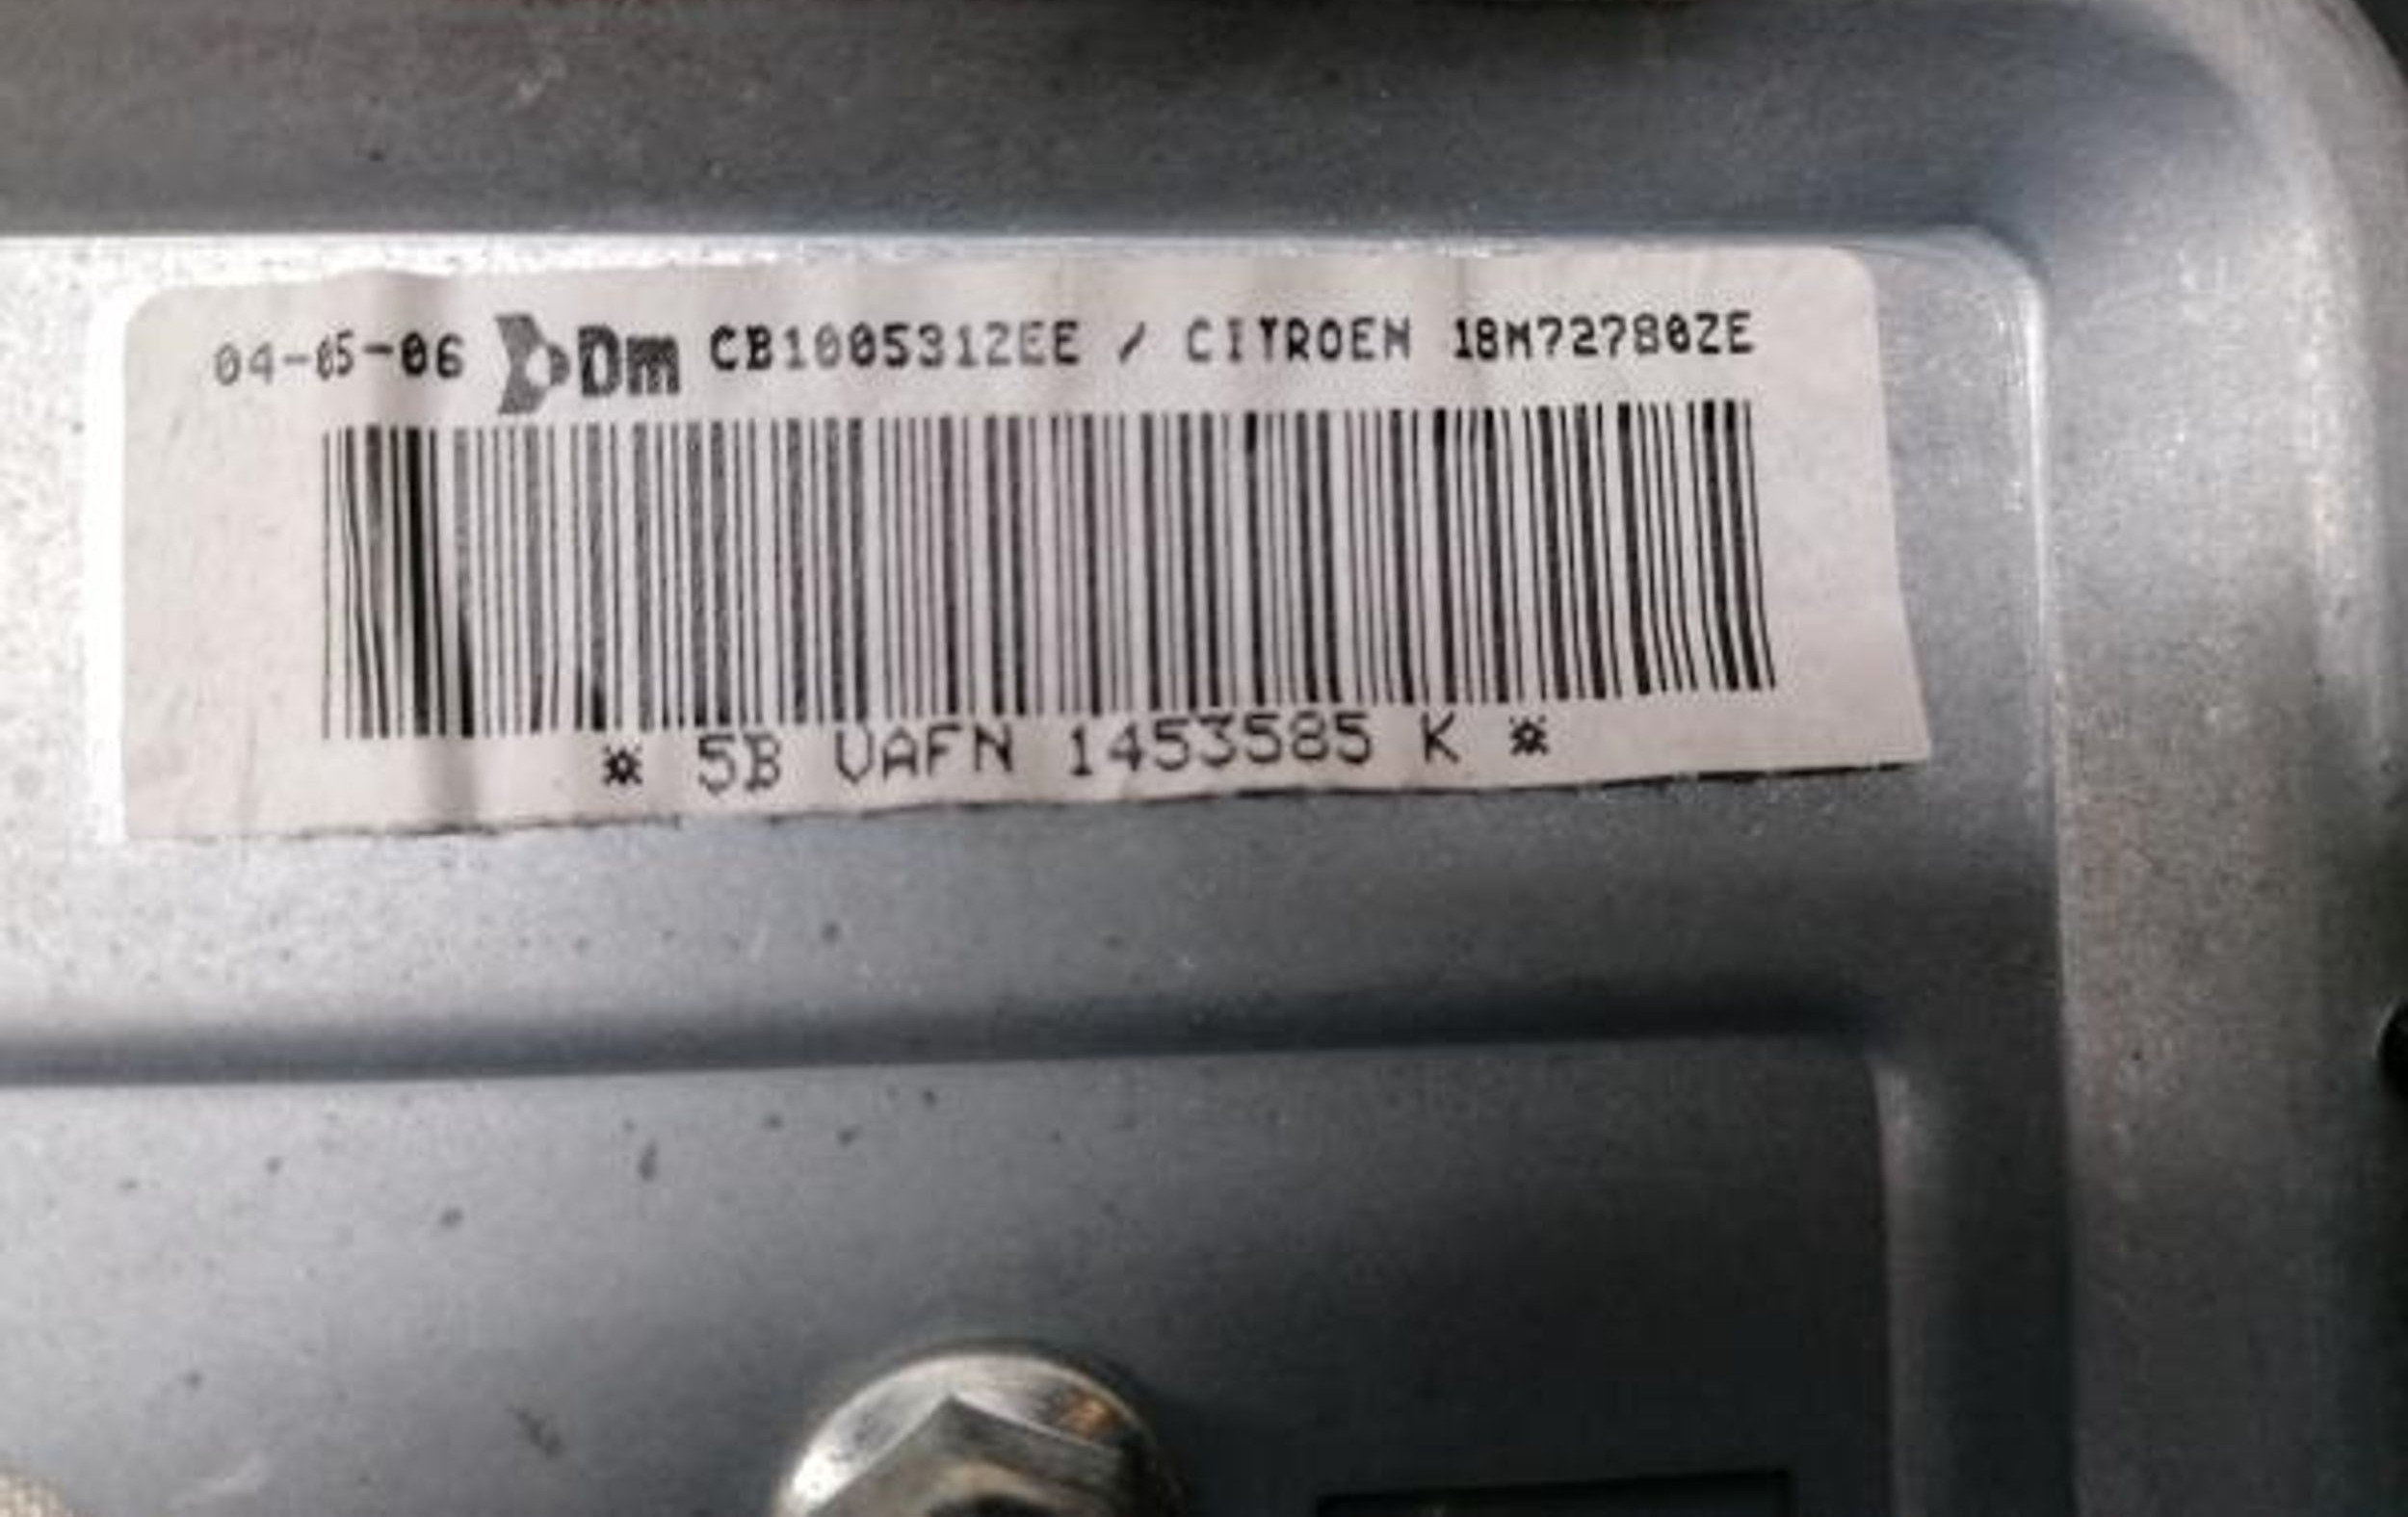 04-05-06 Dm CB1005312EE / CITROEN 18M72780ZE
* 5B VAFN 1453585 K *